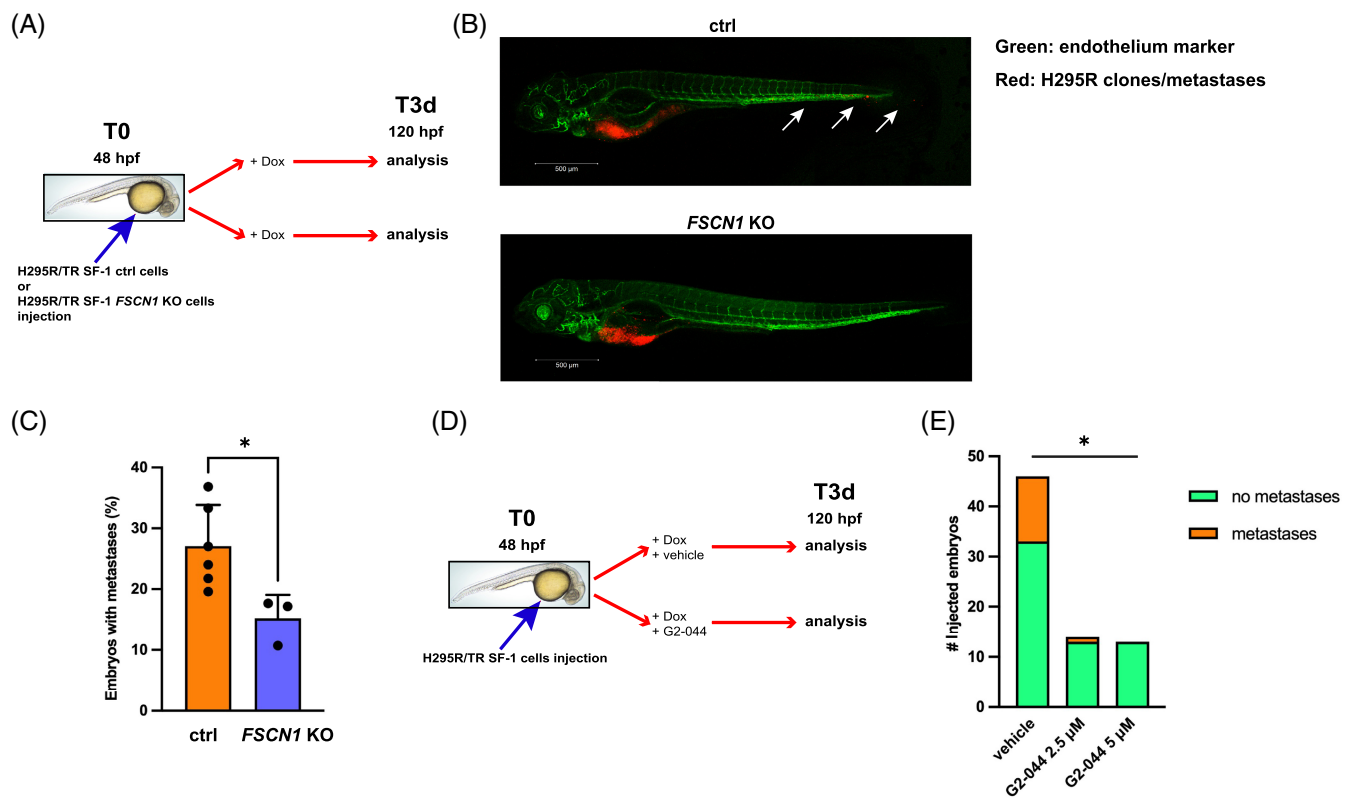 (A)
T0
48 hpf
T3d
120 hpf
+ Dox
analysis
+ Dox
analysis
H295R/TR SF-1 ctrl cells
or
H295R/TR SF-1 FSCN1 KO cells
injection
(B)
ctrl
500 µm
FSCN1 KO
500 µm
Green: endothelium marker
Red: H295R clones/metastases
(C)
Embryos with metastases (%)
40
30
20
10
0
*
ctrl
FSCN1 KO
(D)
T0
48 hpf
T3d
120 hpf
+ Dox
+ vehicle
analysis
+ Dox
+ G2-044
analysis
H295R/TR SF-1 cells injection
(E)
# Injected embryos
50
40
30
20
10
0
*
vehicle
G2-044 2.5 µM
G2-044 5 µM
no metastases
metastases